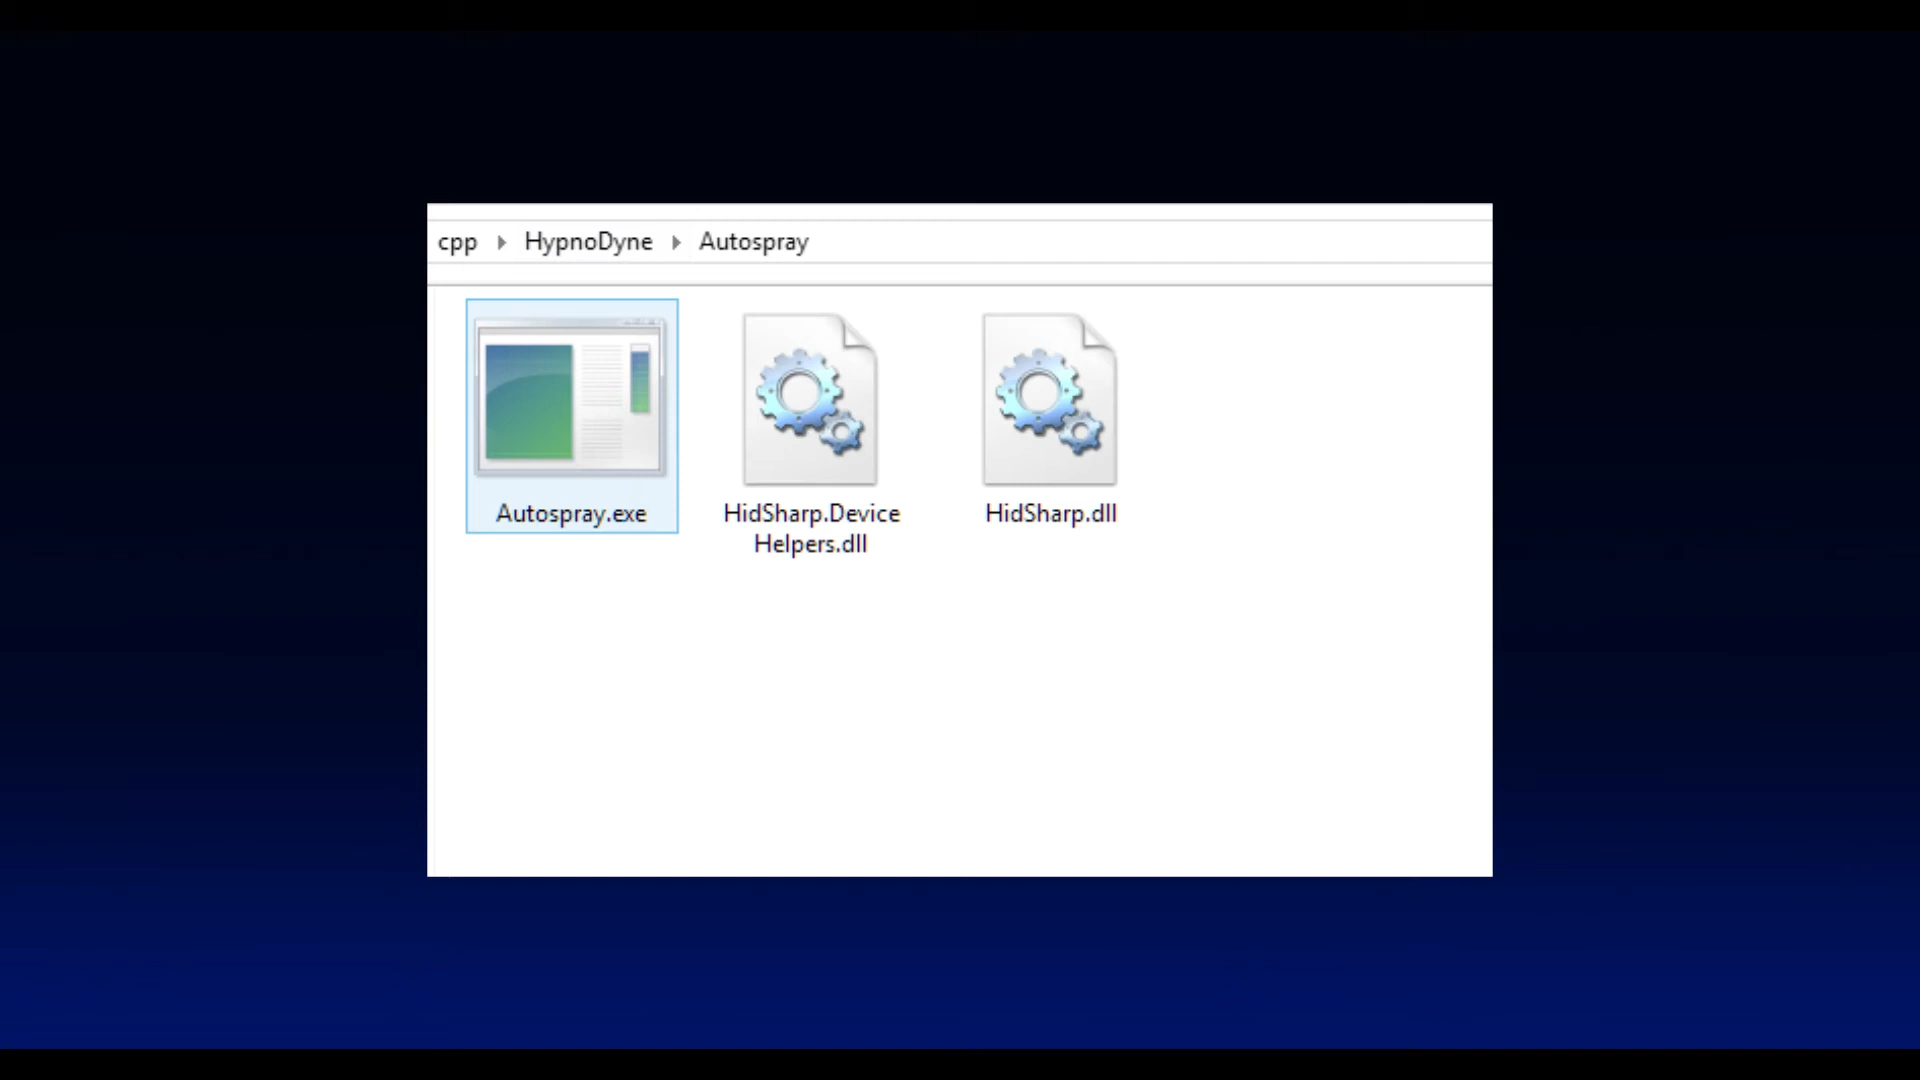 cpp HypnoDyne Autospray
Autospray.exe
HidSharp.Device
Helpers.dll
HidSharp.dll